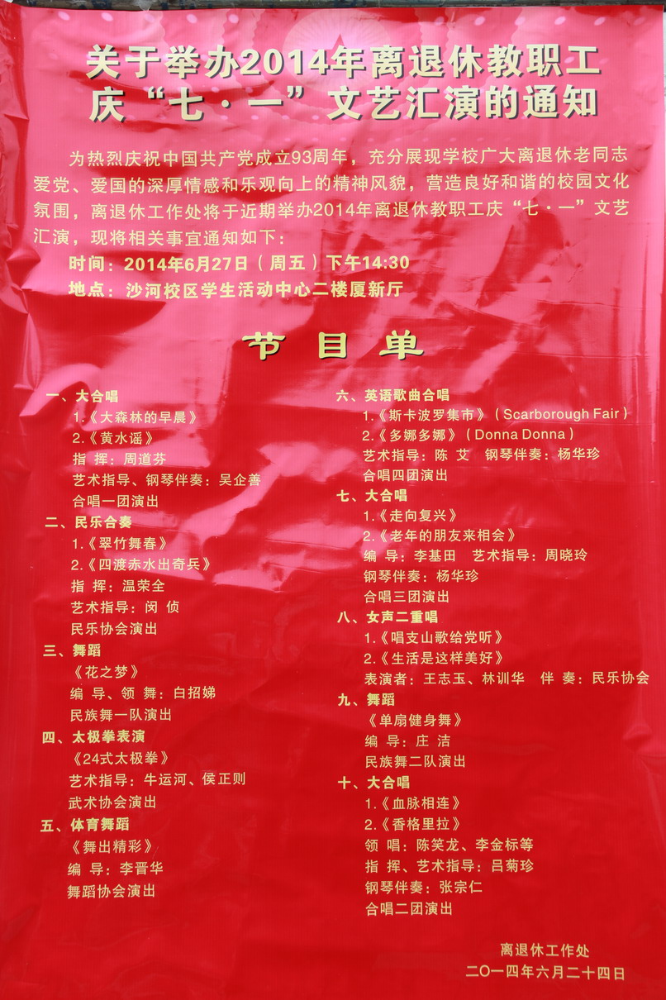 关于举办2014年离退休教职工
庆“七·一”文艺汇演的通知
为热烈庆祝中国共产党成立93周年，充分展现学校广大离退休老同志
爱党、爱国的深厚情感和乐观向上的精神风貌，营造良好和谐的校园文化
氛围，离退休工作处将于近期举办2014年离退休教职工庆“七·一”文艺
汇演，现将相关事宜通知如下：
时间：2014年6月27日（周五）下午14:30
地点：沙河校区学生活动中心二楼厦新厅
节目单
一、大合唱
1.《大森林的早晨》
2.《黄水谣》
指 挥：周道芬
艺术指导、钢琴伴奏：吴企善
合唱一团演出
二、民乐合奏
1.《翠竹舞春》
2.《四渡赤水出奇兵》
指 挥：温荣全
艺术指导：闵 侦
民乐协会演出
三、舞蹈
《花之梦》
编 导、领 舞：白招娣
民族舞一队演出
四、太极拳表演
《24式太极拳》
艺术指导：牛运河、侯正则
武术协会演出
五、体育舞蹈
《舞出精彩》
编 导：李晋华
舞蹈协会演出
六、英语歌曲合唱
1.《斯卡波罗集市》（Scarborough Fair）
2.《多娜多娜》（Donna Donna）
艺术指导：陈 艾 钢琴伴奏：杨华珍
合唱四团演出
七、大合唱
1.《走向复兴》
2.《老年的朋友来相会》
编 导：李基田 艺术指导：周晓玲
钢琴伴奏：杨华珍
合唱三团演出
八、女声二重唱
1.《唱支山歌给党听》
2.《生活是这样美好》
表演者：王志玉、林训华 伴 奏：民乐协会
九、舞蹈
《单扇健身舞》
编 导：庄 洁
民族舞二队演出
十、大合唱
1.《血脉相连》
2.《香格里拉》
领 唱：陈笑龙、李金标等
指 挥、艺术指导：吕菊珍
钢琴伴奏：张宗仁
合唱二团演出
离退休工作处
二〇一四年六月二十四日